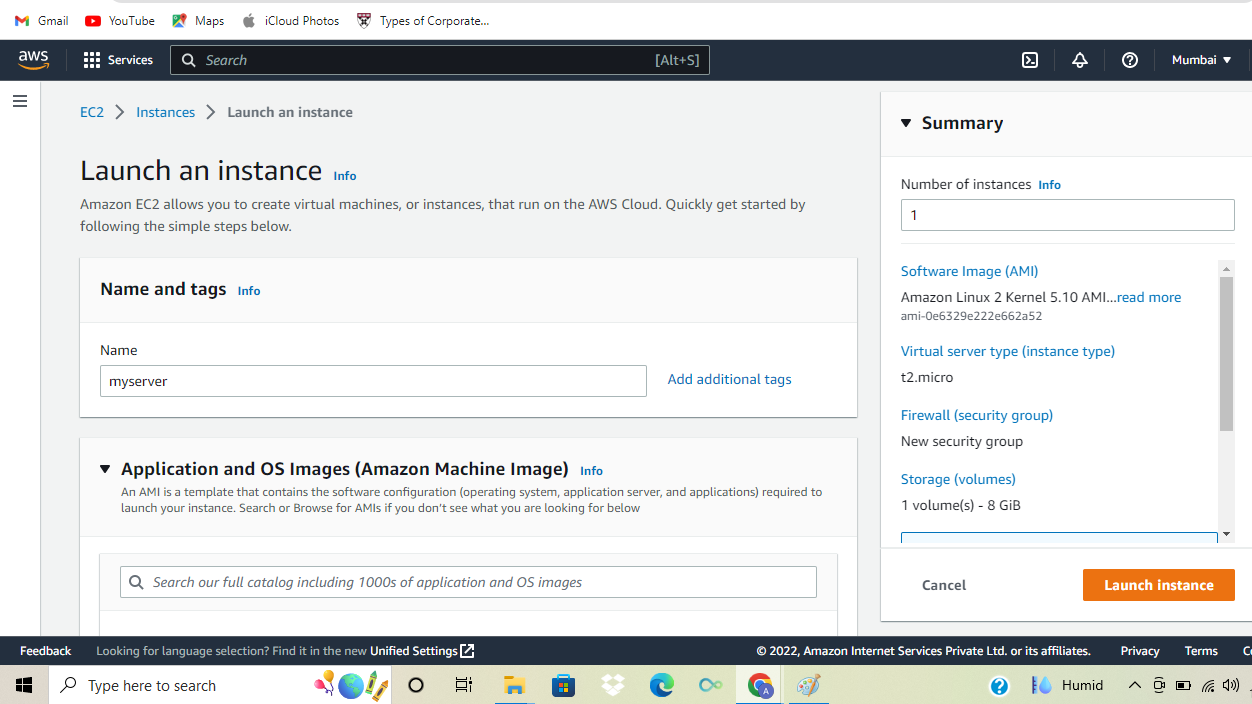 Gmail YouTube Maps iCloud Photos Types of Corporate...
aws Services Search [Alt+S] Mumbai
EC2 Instances Launch an instance
Launch an instance Info
Amazon EC2 allows you to create virtual machines, or instances, that run on the AWS Cloud. Quickly get started by
following the simple steps below.
Name and tags Info
Name
myserver
Add additional tags
Application and OS Images (Amazon Machine Image) Info
An AMI is a template that contains the software configuration (operating system, application server, and applications) required to
launch your instance. Search or Browse for AMIs if you don't see what you are looking for below
Search our full catalog including 1000s of application and OS images
Summary
Number of instances Info
1
Software Image (AMI)
Amazon Linux 2 Kernel 5.10 AMI...read more
ami-0e6329e222e662a52
Virtual server type (instance type)
t2.micro
Firewall (security group)
New security group
Storage (volumes)
1 volume(s) - 8 GiB
Cancel Launch instance
Feedback Looking for language selection? Find it in the new Unified Settings © 2022, Amazon Internet Services Private Ltd. or its affiliates. Privacy Terms
Type here to search Humid